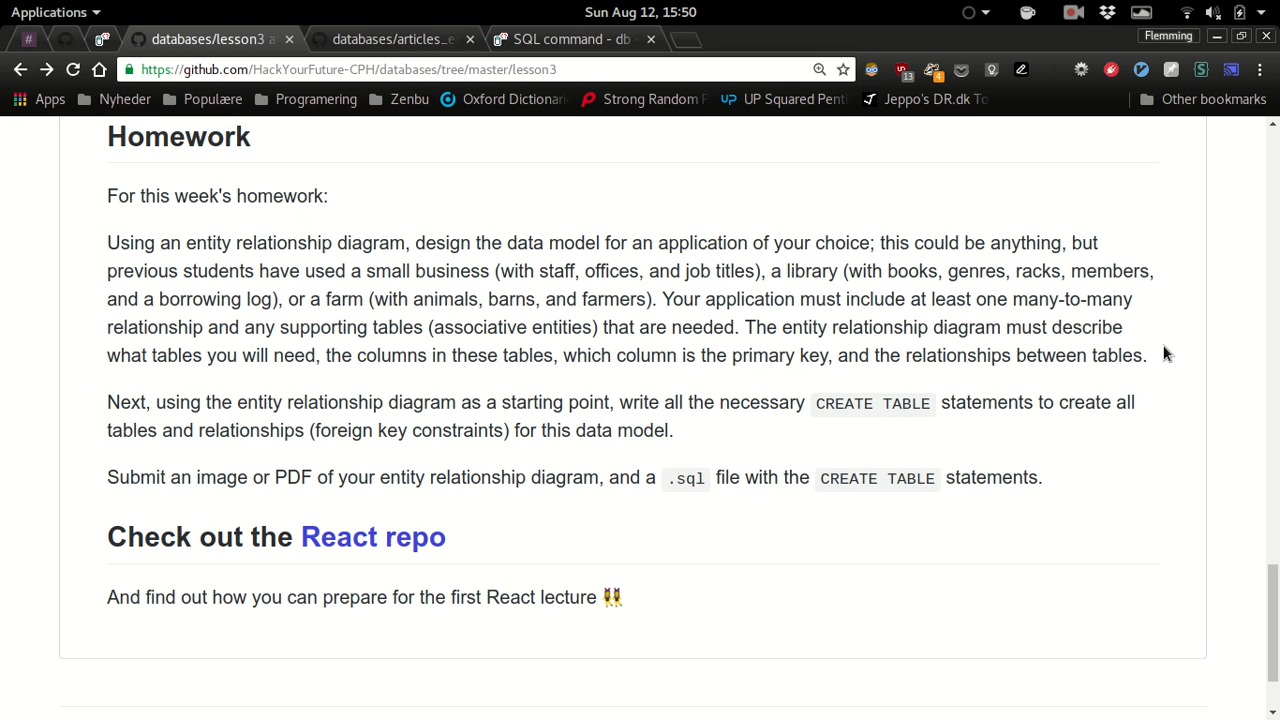 Applications
Sun Aug 12, 15:50
databases/lesson3 a
databases/articles_e
SQL command - db
Flemming
https://github.com/HackYourFuture-CPH/databases/tree/master/lesson3
13
4
Apps Nyheder Populære Programering Zenbu Oxford Dictionari Strong Random P UP Squared Penti Jeppo's DR.dk To Other bookmarks
Homework
For this week's homework:
Using an entity relationship diagram, design the data model for an application of your choice; this could be anything, but
previous students have used a small business (with staff, offices, and job titles), a library (with books, genres, racks, members,
and a borrowing log), or a farm (with animals, barns, and farmers). Your application must include at least one many-to-many
relationship and any supporting tables (associative entities) that are needed. The entity relationship diagram must describe
what tables you will need, the columns in these tables, which column is the primary key, and the relationships between tables.
Next, using the entity relationship diagram as a starting point, write all the necessary CREATE TABLE statements to create all
tables and relationships (foreign key constraints) for this data model.
Submit an image or PDF of your entity relationship diagram, and a .sql file with the CREATE TABLE statements.
Check out the React repo
And find out how you can prepare for the first React lecture 👯